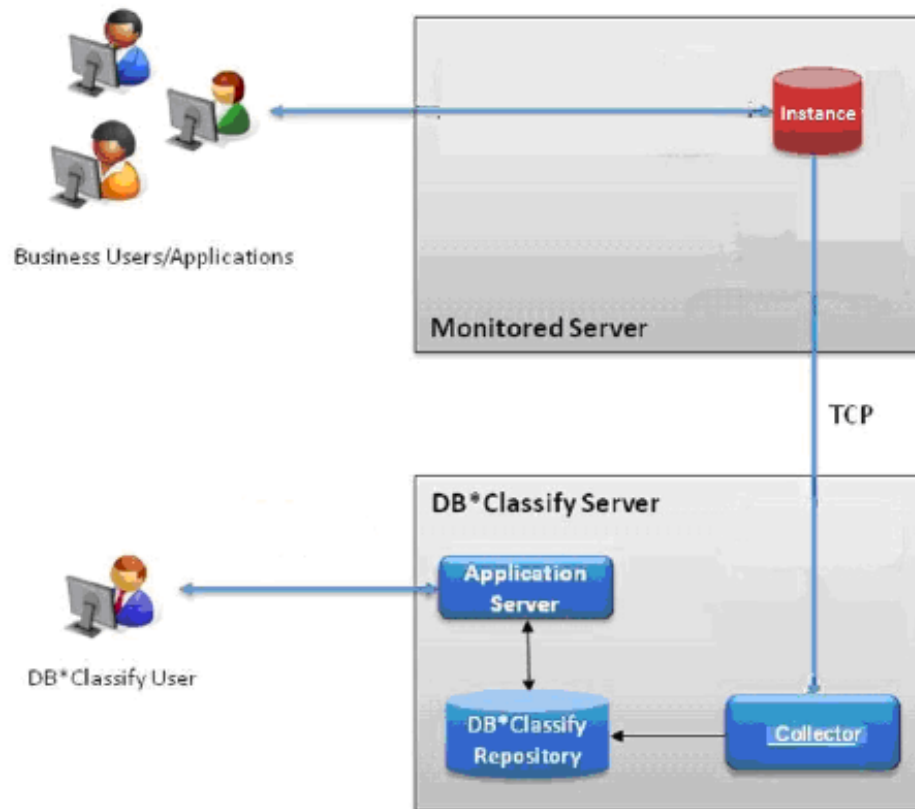 Instance
Business Users/Applications
Monitored Server
TCP
DB*Classify Server
Application
Server
DB*Classify User
DB*Classify
Repository
Collector